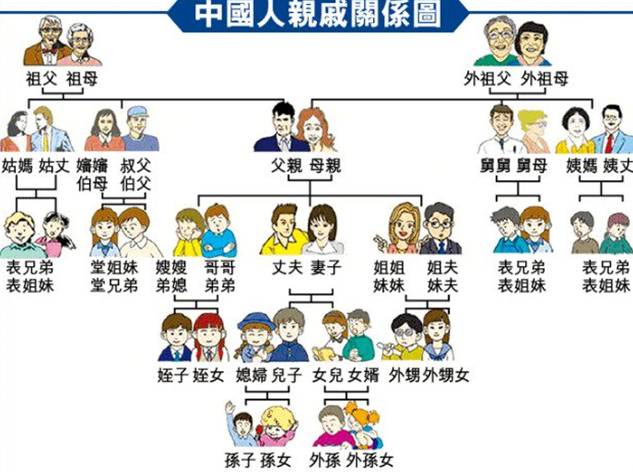 中國人親戚關係圖
祖父 祖母
外祖父 外祖母
姑媽 姑丈
嬸嬸 叔父
伯母 伯父
父親 母親
舅舅 舅母
姨媽 姨丈
表兄弟
表姐妹
堂姐妹
堂兄弟
嫂嫂 哥哥
弟媳 弟弟
丈夫 妻子
姐姐 姐夫
妹妹 妹夫
表兄弟
表姐妹
表兄弟
表姐妹
姪子 姪女
媳婦 兒子
女兒 女婿
外甥 外甥女
孫子 孫女
外孫 外孫女